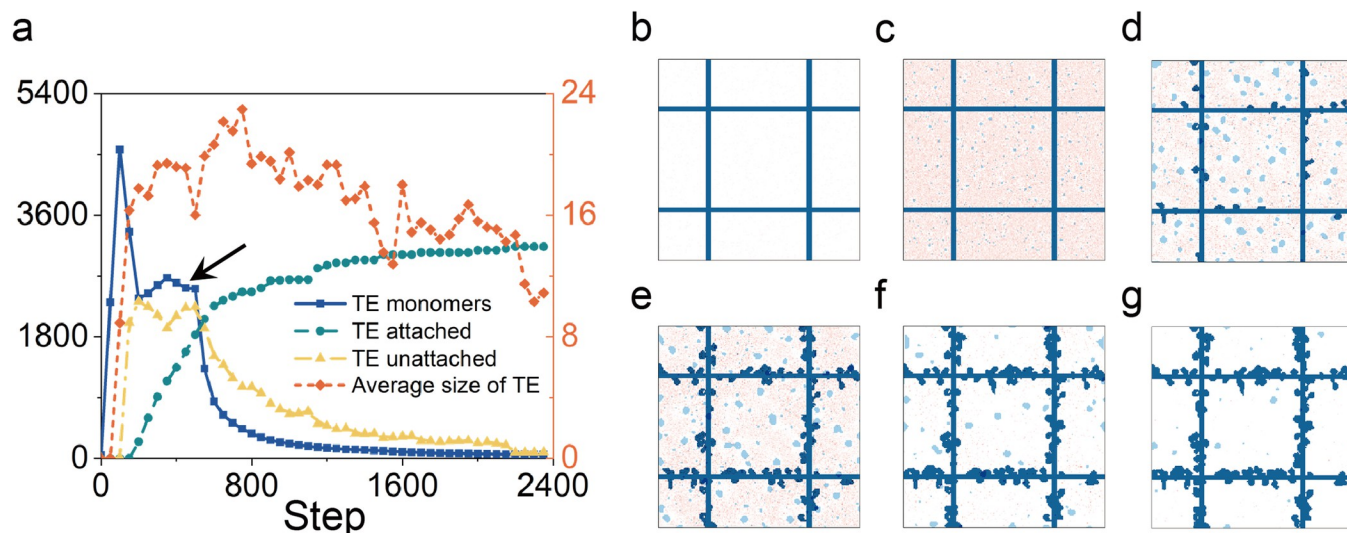 a
b
c
d
5400
3600
1800
0
24
16
8
0
TE monomers
TE attached
TE unattached
Average size of TE
0
800
1600
2400
Step
e
f
g